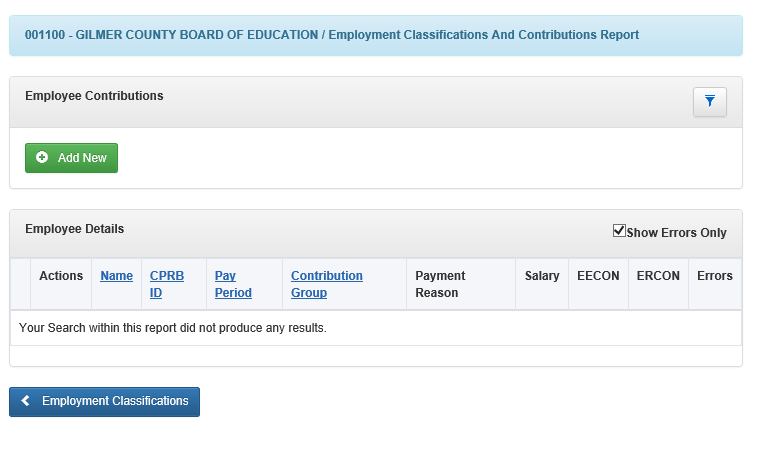 001100 - GILMER COUNTY BOARD OF EDUCATION / Employment Classifications And Contributions Report
Employee Contributions
Add New
Employee Details
Show Errors Only
Actions
Name
CPRB
ID
Pay
Period
Contribution
Group
Payment
Reason
Salary
EECON
ERCON
Errors
Your Search within this report did not produce any results.
Employment Classifications